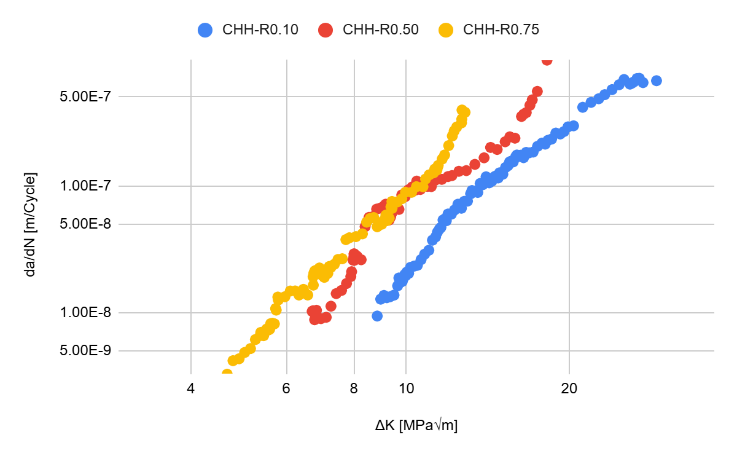 CHH-R0.10 CHH-R0.50 CHH-R0.75
da/dN [m/Cycle]
5.00E-7
1.00E-7
5.00E-8
1.00E-8
5.00E-9
4 6 8 10 20
ΔK [MPa√m]